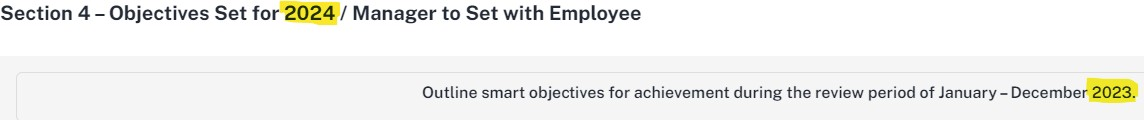 Section 4 – Objectives Set for 2024 / Manager to Set with Employee
Outline smart objectives for achievement during the review period of January – December 2023.